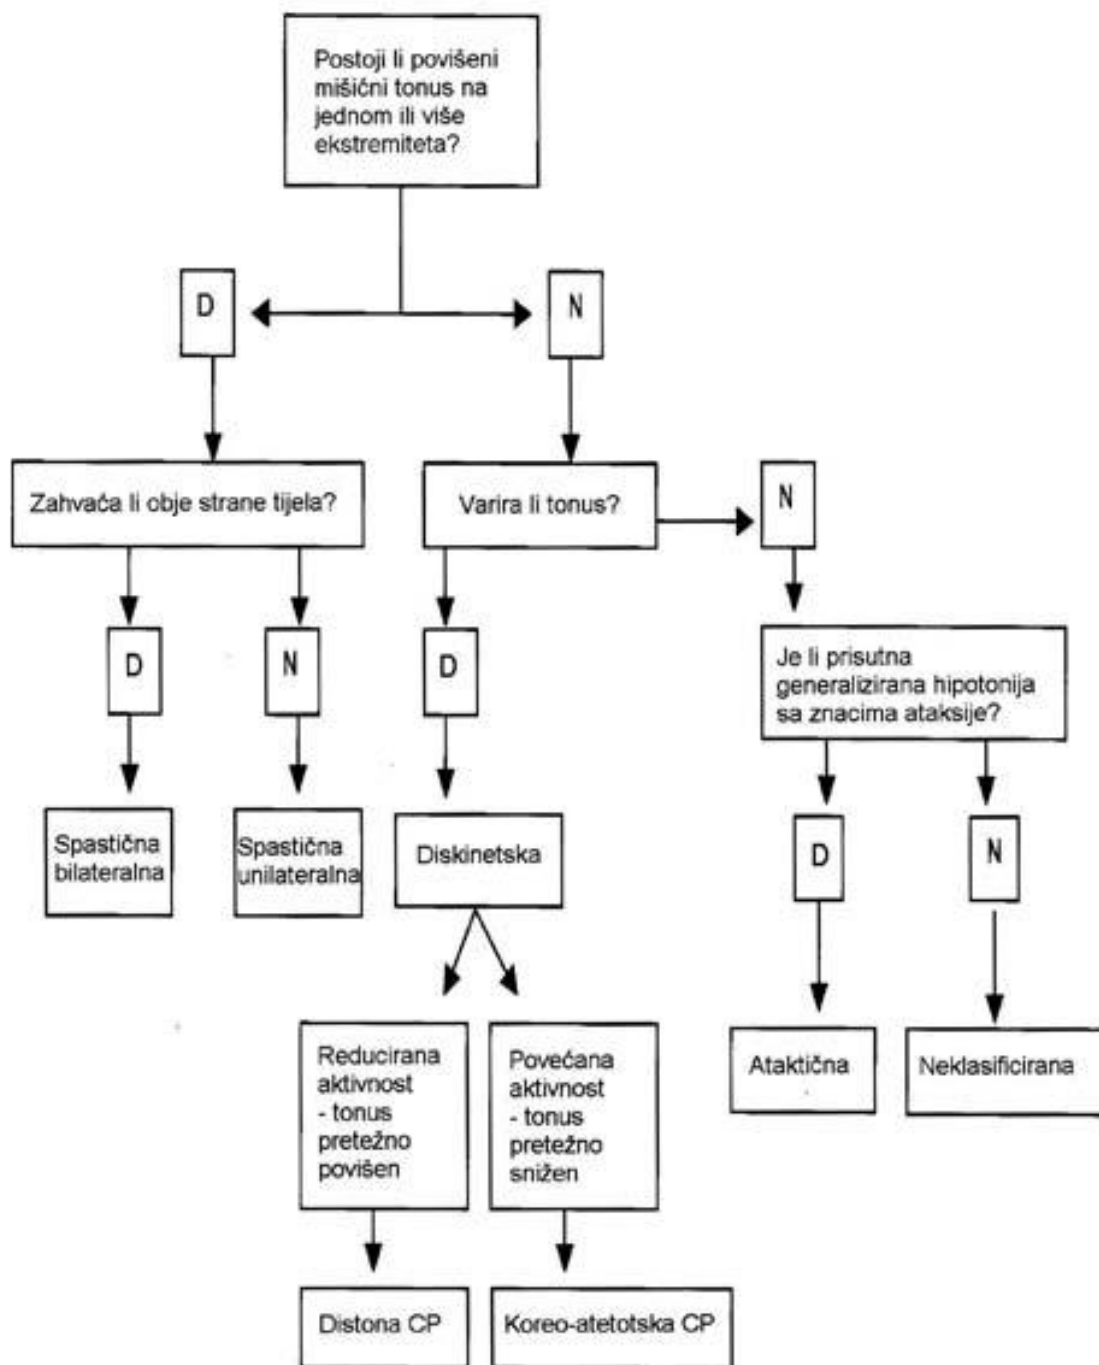 Postoji li povišeni
mišićni tonus na
jednom ili više
ekstremiteta?
D
N
Zahvaća li obje strane tijela?
Varira li tonus?
N
D
N
D
Je li prisutna
generalizirana hipotonija
sa znacima ataksije?
Spastična
bilateralna
Spastična
unilateralna
Diskinetska
D
N
Reducirana
aktivnost
- tonus
pretežno
povišen
Povećana
aktivnost
- tonus
pretežno
snižen
Ataktična
Neklasificirana
Distona CP
Koreo-atetotska CP